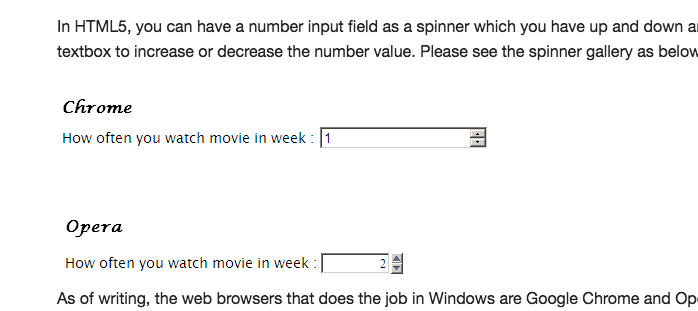 In HTML5, you can have a number input field as a spinner which you have up and down
textbox to increase or decrease the number value. Please see the spinner gallery as below
Chrome
How often you watch movie in week : 1
Opera
How often you watch movie in week : 2
As of writing, the web browsers that does the job in Windows are Google Chrome and